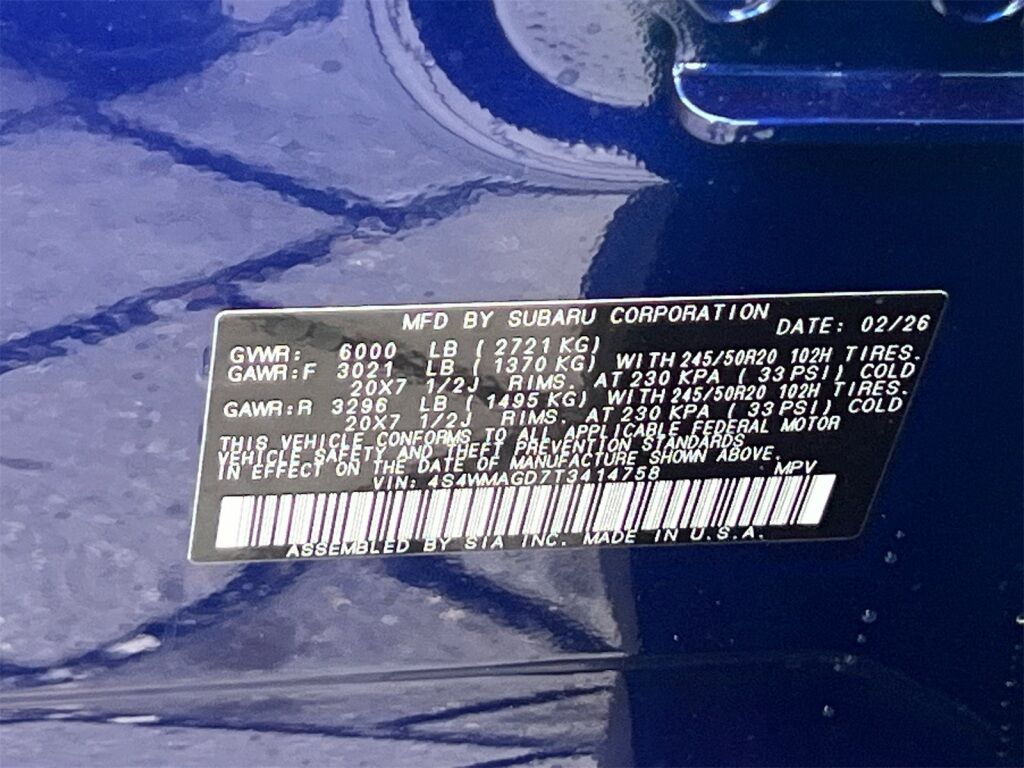 MFD BY SUBARU CORPORATION DATE: 02/26
GVWR: 6000 LB ( 2721 KG)
GAWR:F 3021 LB ( 1370 KG) WITH 245/50R20 102H TIRES.
20X7 1/2J RIMS. AT 230 KPA ( 33 PSI) COLD
GAWR:R 3296 LB ( 1495 KG) WITH 245/50R20 102H TIRES.
20X7 1/2J RIMS. AT 230 KPA ( 33 PSI) COLD
THIS VEHICLE CONFORMS TO ALL APPLICABLE FEDERAL MOTOR
VEHICLE SAFETY AND THEFT PREVENTION STANDARDS
IN EFFECT ON THE DATE OF MANUFACTURE SHOWN ABOVE.
VIN: 4S4WMAGD7T3414758 MPV
ASSEMBLED BY SIA INC. MADE IN U.S.A.